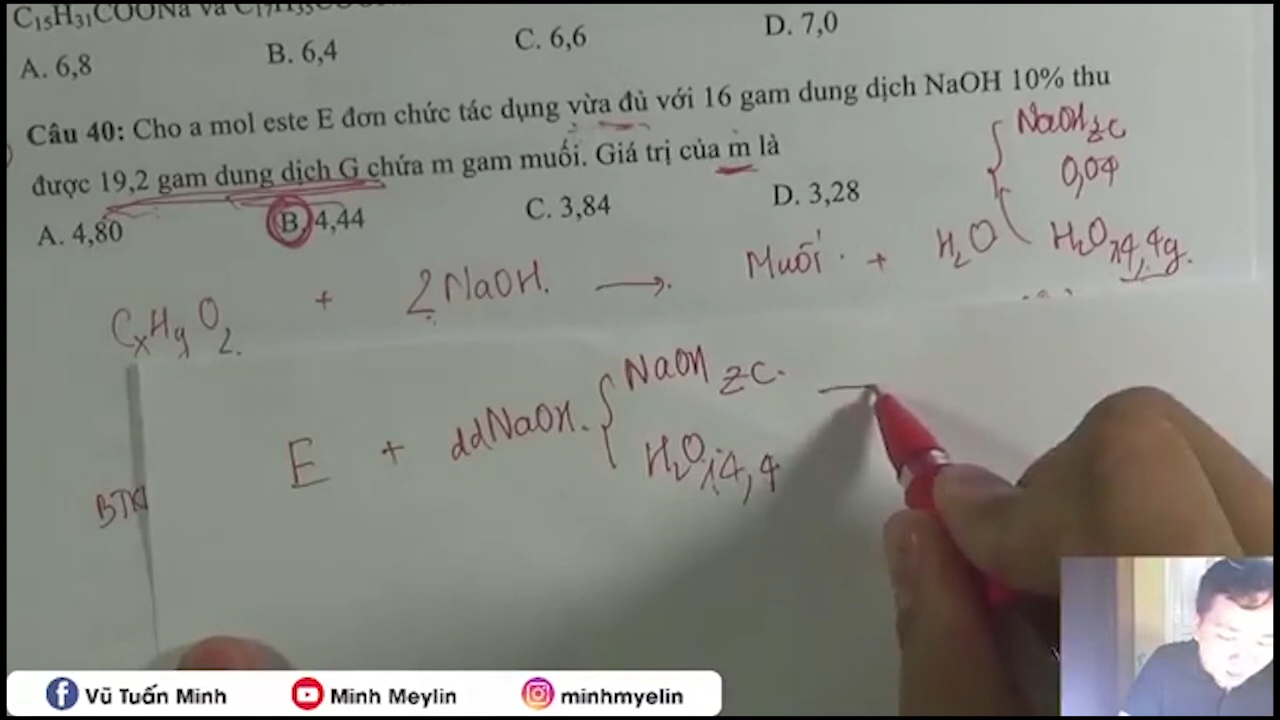 C₁₅H₃₁COONa và C₁₇H₃₅COONa
A. 6,8 B. 6,4 C. 6,6 D. 7,0
Câu 40: Cho a mol este E đơn chức tác dụng vừa đủ với 16 gam dung dịch NaOH 10% thu
được 19,2 gam dung dịch G chứa m gam muối. Giá trị của m là
A. 4,80 B. 4,44 C. 3,84 D. 3,28
NaOH
0,04
H₂O 14,4g.
CₓHyO₂ + 2NaOH. → Muối + H₂O
E + ddNaOH. { NaOH
H₂O 14,4
Vũ Tuấn Minh Minh Meylin minhmyelin